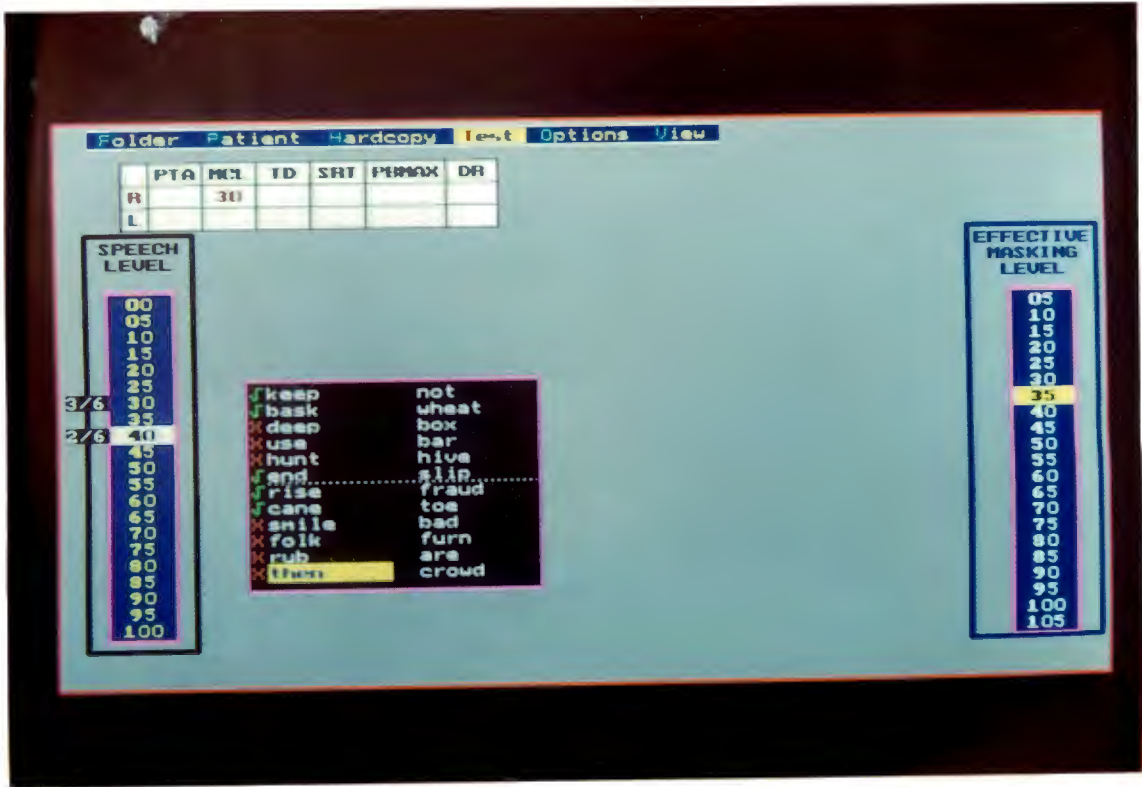 Folder Patient Hardcopy Test Options View
PTA MCL TD SRT PBMAX DR
R 30
L
SPEECH
LEVEL
00
05
10
15
20
25
3/6 30
35
2/6 40
45
50
55
60
65
70
75
80
85
90
95
100
√keep not
√bask wheat
×deep box
×use bar
×hunt hive
√end slip
√rise fraud
√cane toe
×smile bad
×folk furn
×rub are
×then crowd
EFFECTIVE
MASKING
LEVEL
05
10
15
20
25
30
35
40
45
50
55
60
65
70
75
80
85
90
95
100
105